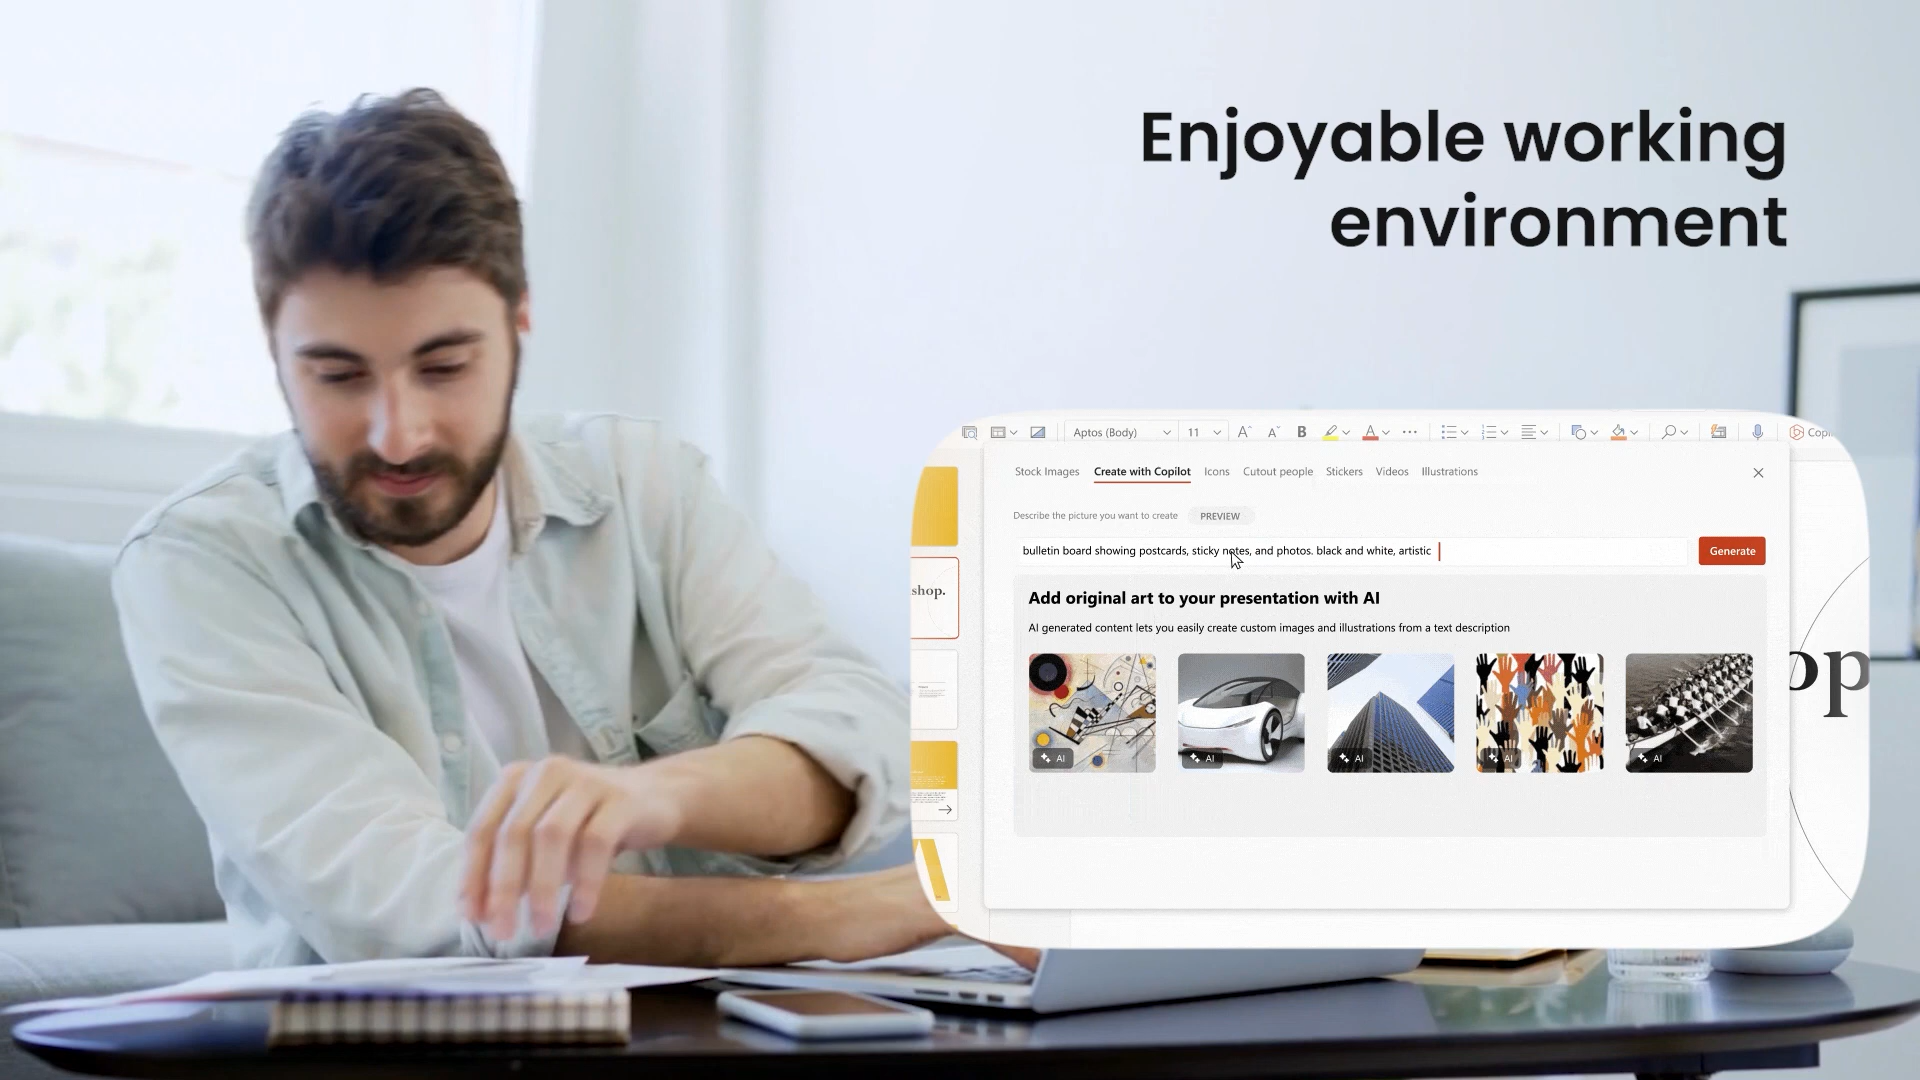 Enjoyable working
environment
Aptos (Body) 11 A A B A
Stock Images Create with Copilot Icons Cutout people Stickers Videos Illustrations
Describe the picture you want to create PREVIEW
bulletin board showing postcards, sticky notes, and photos. black and white, artistic
Generate
shop.
Add original art to your presentation with AI
AI generated content lets you easily create custom images and illustrations from a text description
op
AI
AI
AI
AI
AI